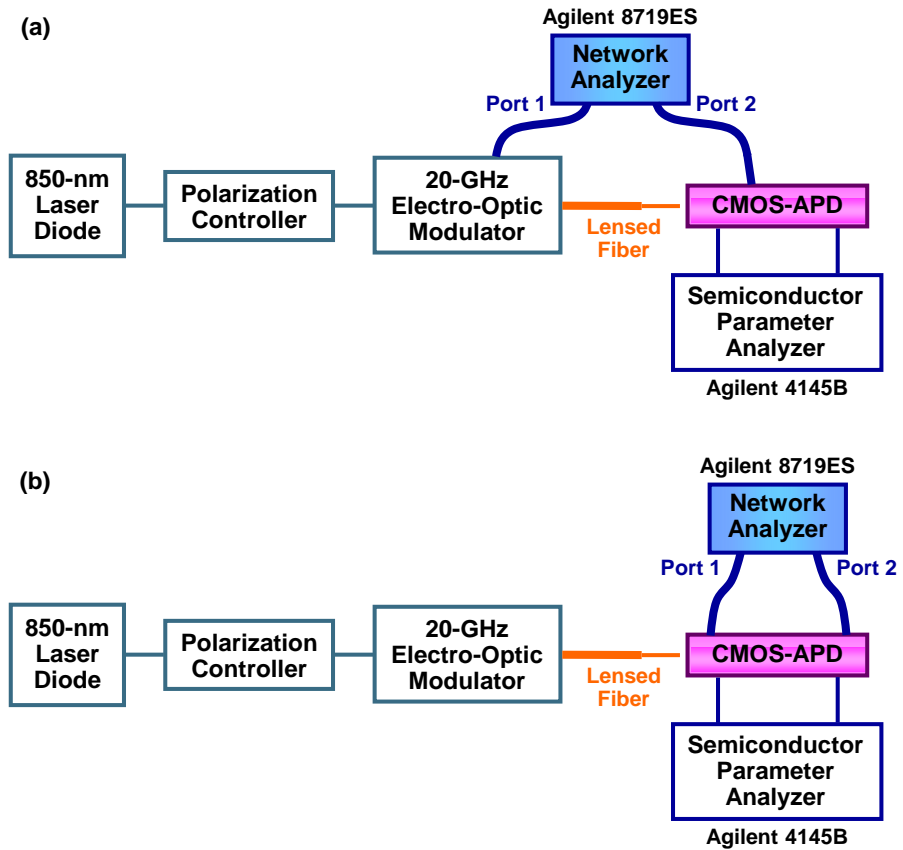 (a)
Agilent 8719ES
Network
Analyzer
Port 1
Port 2
850-nm
Laser
Diode
Polarization
Controller
20-GHz
Electro-Optic
Modulator
Lensed
Fiber
CMOS-APD
Semiconductor
Parameter
Analyzer
Agilent 4145B
(b)
Agilent 8719ES
Network
Analyzer
Port 1
Port 2
850-nm
Laser
Diode
Polarization
Controller
20-GHz
Electro-Optic
Modulator
Lensed
Fiber
CMOS-APD
Semiconductor
Parameter
Analyzer
Agilent 4145B